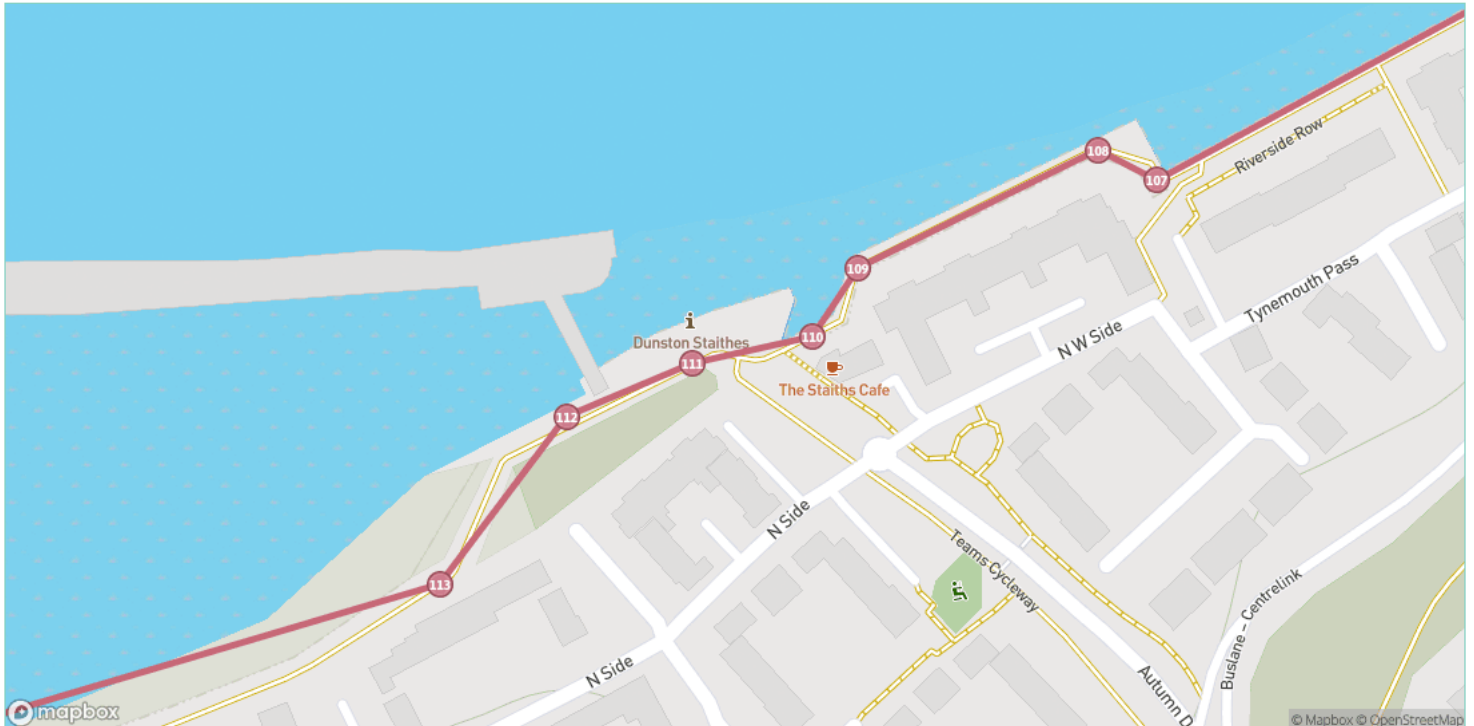 108
107
Riverside Row
109
Tynemouth Pass
i
Dunston Staithes
110
N W Side
111
The Staiths Cafe
112
N Side
Teams Cycleway
113
Buslane - Centrelink
N Side
Autumn D
mapbox
© Mapbox © OpenStreetMap